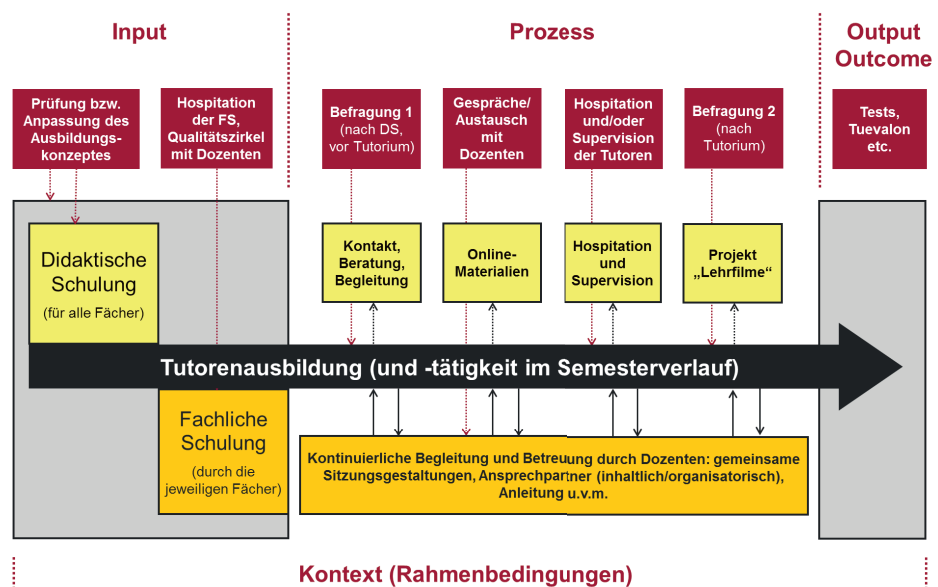 Input
Prozess
Output
Outcome
Prüfung bzw.
Anpassung des
Ausbildungs-
konzeptes
Hospitation
der FS,
Qualitätszirkel
mit Dozenten
Befragung 1
(nach DS,
vor Tutorium)
Gespräche/
Austausch
mit
Dozenten
Hospitation
und/oder
Supervision
der Tutoren
Befragung 2
(nach
Tutorium)
Tests,
Tuevalon
etc.
Didaktische
Schulung
(für alle Fächer)
Kontakt,
Beratung,
Begleitung
Online-
Materialien
Hospitation
und
Supervision
Projekt
„Lehrfilme“
Tutorenausbildung (und -tätigkeit im Semesterverlauf)
Fachliche
Schulung
(durch die
jeweiligen Fächer)
Kontinuierliche Begleitung und Betreuung durch Dozenten: gemeinsame
Sitzungsgestaltungen, Ansprechpartner (inhaltlich/organisatorisch),
Anleitung u.v.m.
Kontext (Rahmenbedingungen)